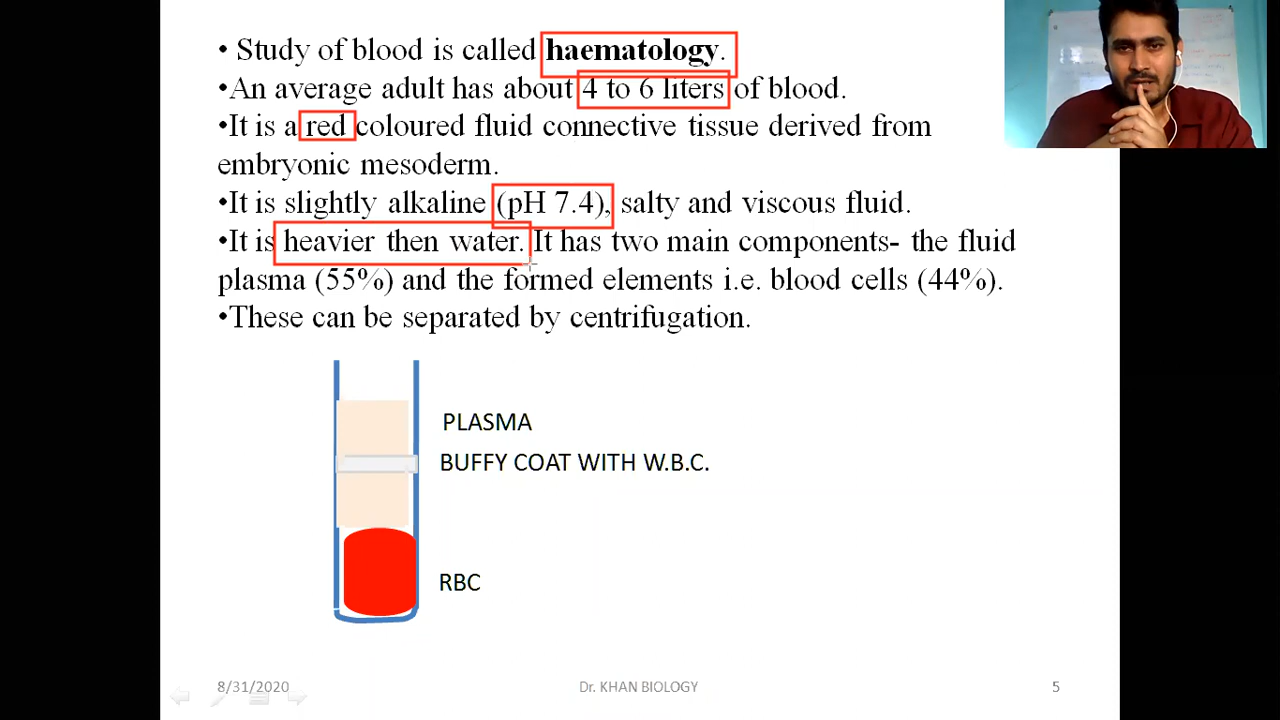 • Study of blood is called haematology.
•An average adult has about 4 to 6 liters of blood.
•It is a red coloured fluid connective tissue derived from
embryonic mesoderm.
•It is slightly alkaline (pH 7.4), salty and viscous fluid.
•It is heavier then water. It has two main components- the fluid
plasma (55%) and the formed elements i.e. blood cells (44%).
•These can be separated by centrifugation.
PLASMA
BUFFY COAT WITH W.B.C.
RBC
8/31/2020 Dr. KHAN BIOLOGY 5